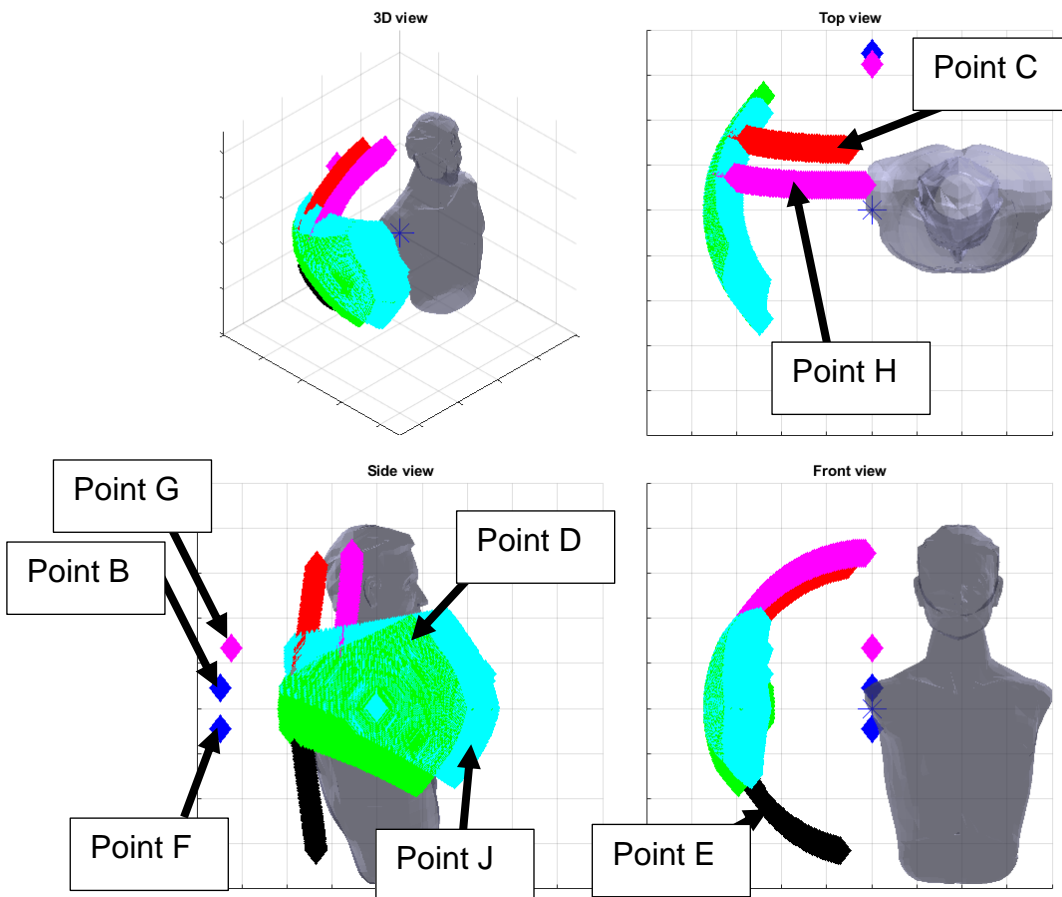 3D view
Top view
Point C
Point H
Side view
Front view
Point G
Point D
Point B
Point F
Point J
Point E